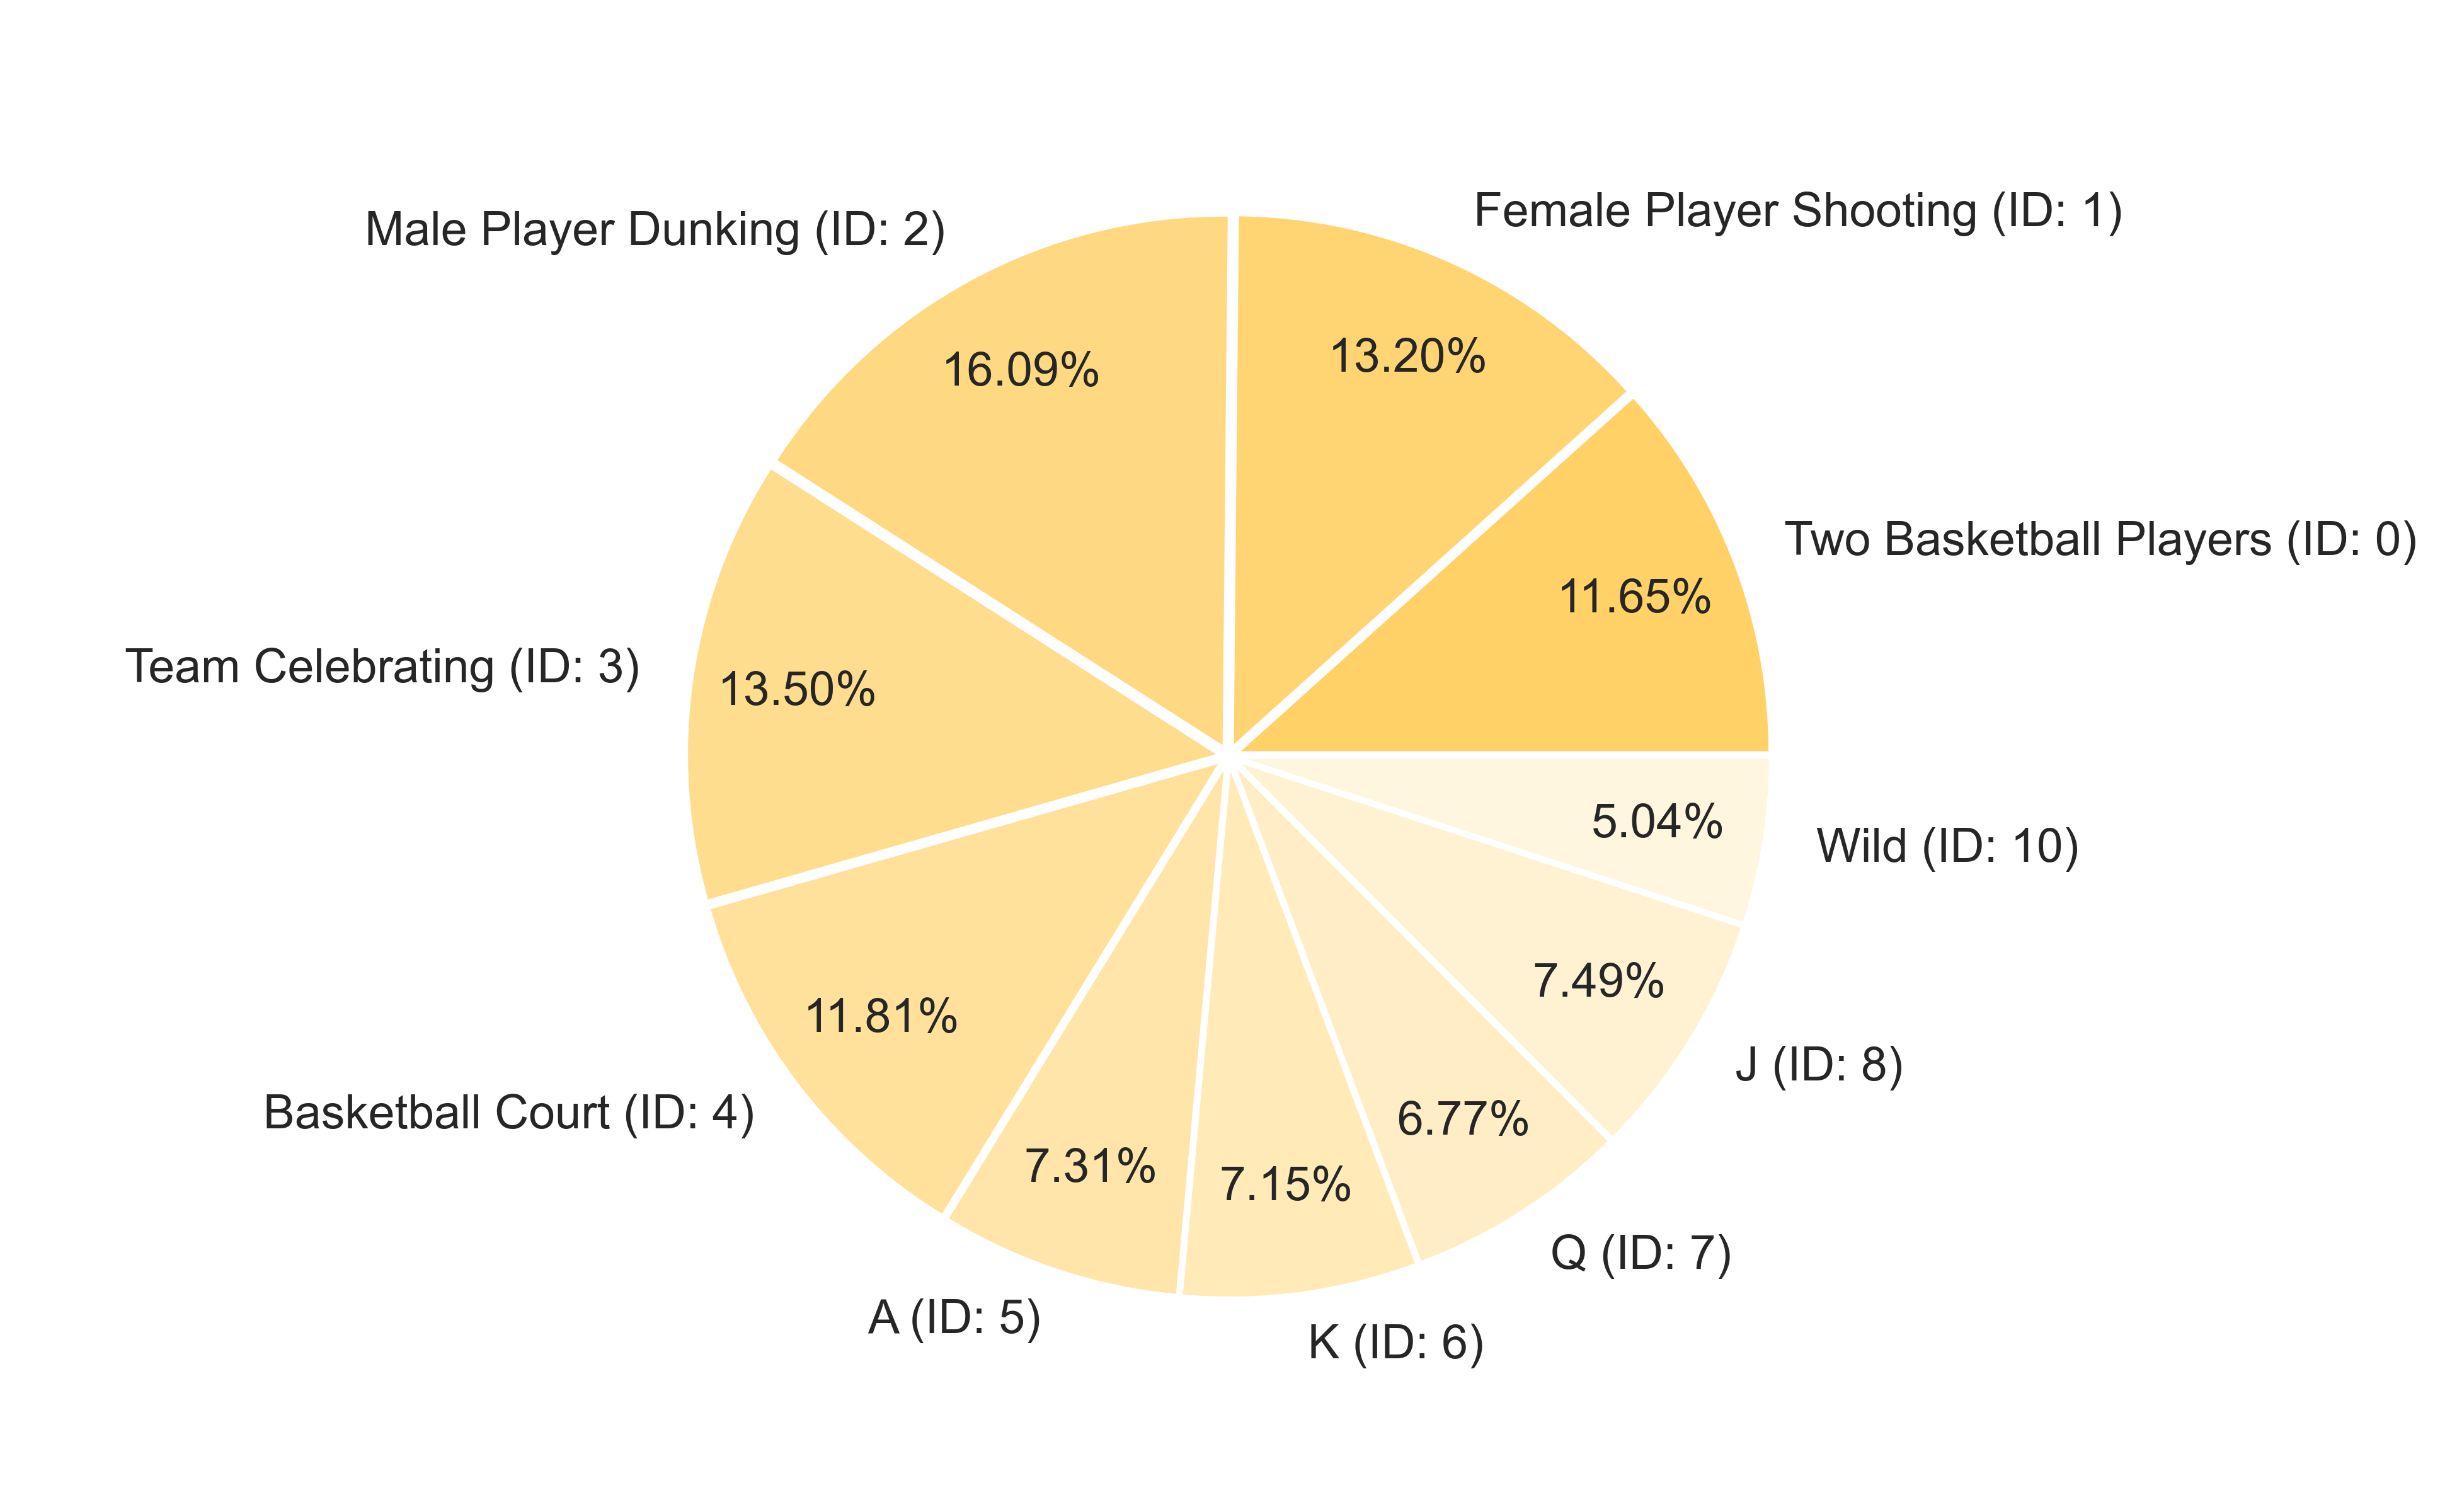 Female Player Shooting (ID: 1)
Male Player Dunking (ID: 2)
13.20%
16.09%
Two Basketball Players (ID: 0)
11.65%
Team Celebrating (ID: 3)
13.50%
5.04%
Wild (ID: 10)
7.49%
11.81%
J (ID: 8)
Basketball Court (ID: 4)
6.77%
7.31%
7.15%
Q (ID: 7)
A (ID: 5)
K (ID: 6)